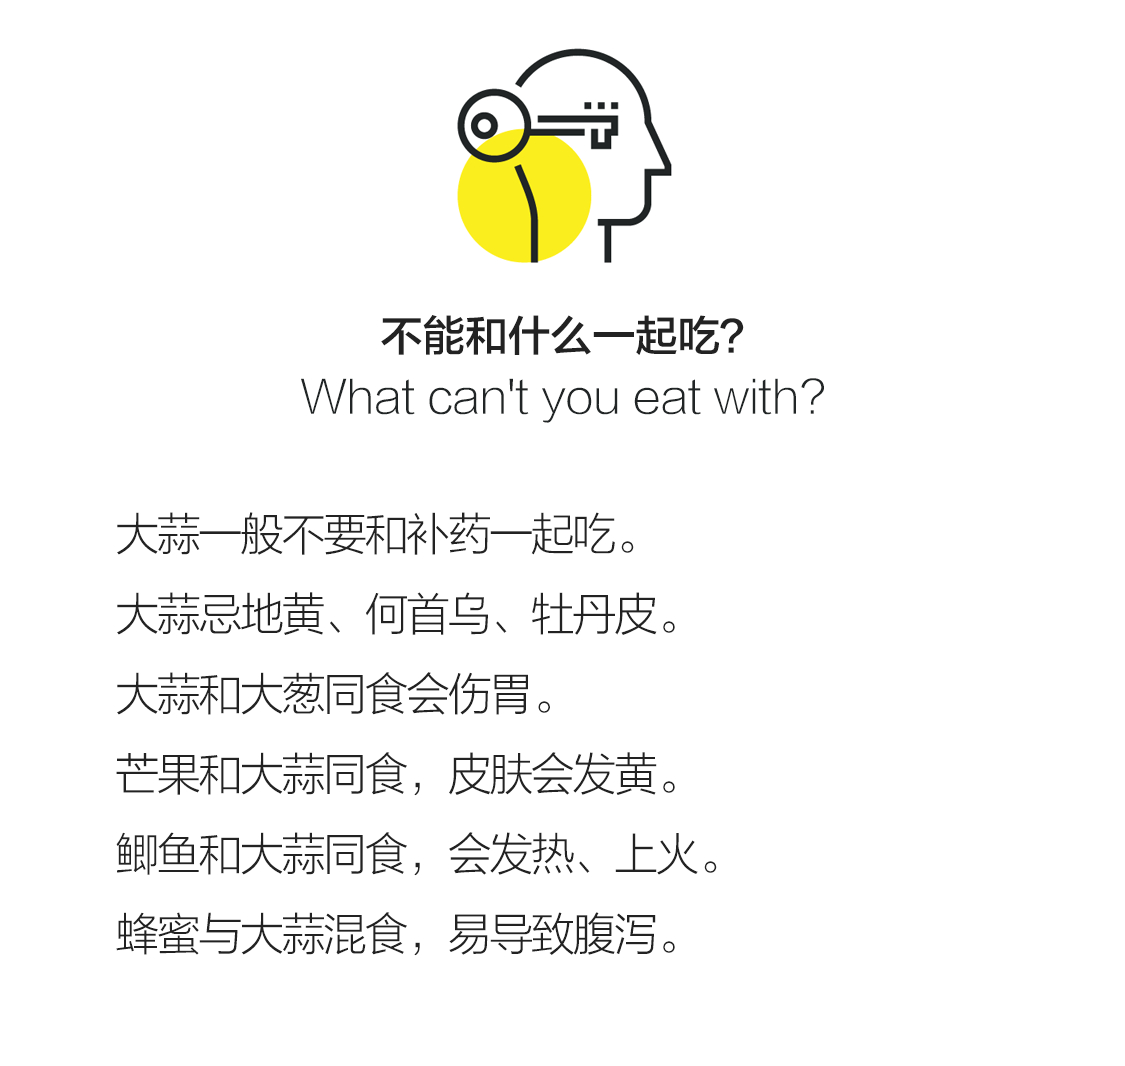 不能和什么一起吃?
What can't you eat with?
大蒜一般不要和补药一起吃。
大蒜忌地黄、何首乌、牡丹皮。
大蒜和大葱同食会伤胃。
芒果和大蒜同食，皮肤会发黄。
鲫鱼和大蒜同食，会发热、上火。
蜂蜜与大蒜混食，易导致腹泻。